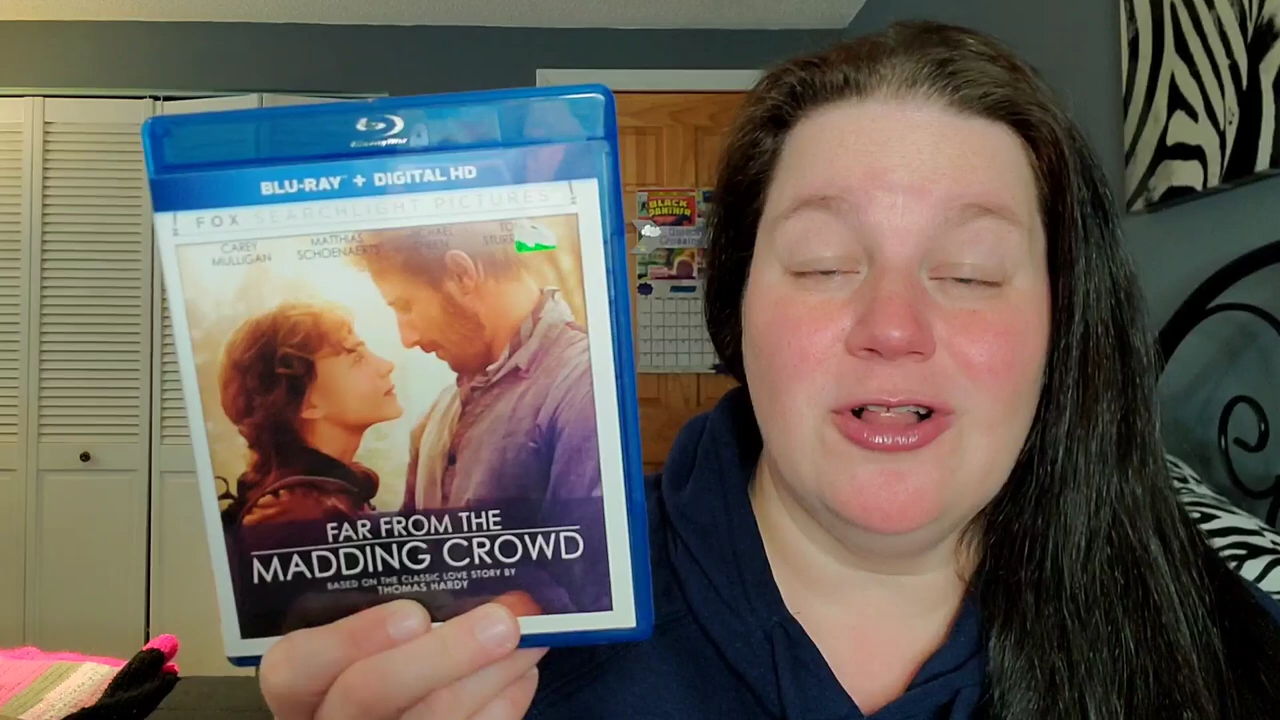 BLU-RAY + DIGITAL HD
FOX SEARCHLIGHT PICTURES
CAREY MULLIGAN
MATTHIAS SCHOENAERTS
FAR FROM THE
MADDING CROWD
BASED ON THE CLASSIC LOVE STORY BY
THOMAS HARDY
BLACK
PANTHER